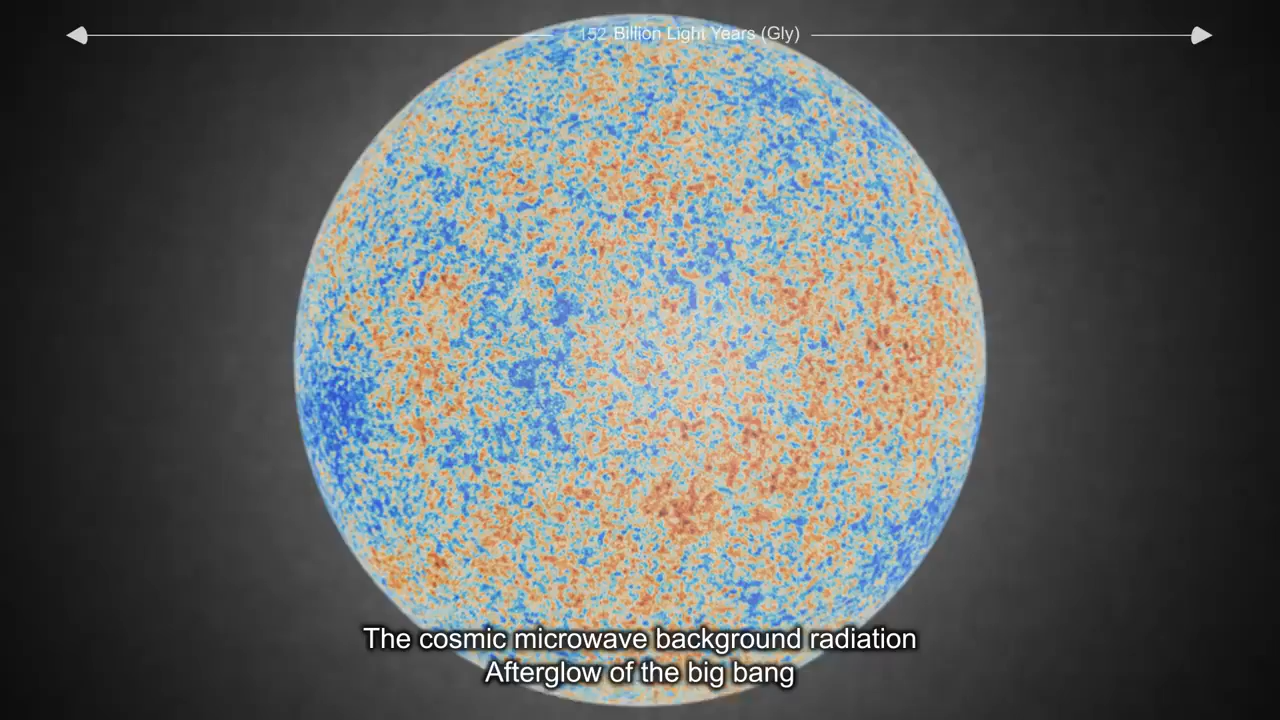 152 Billion Light Years (Gly)
The cosmic microwave background radiation
Afterglow of the big bang